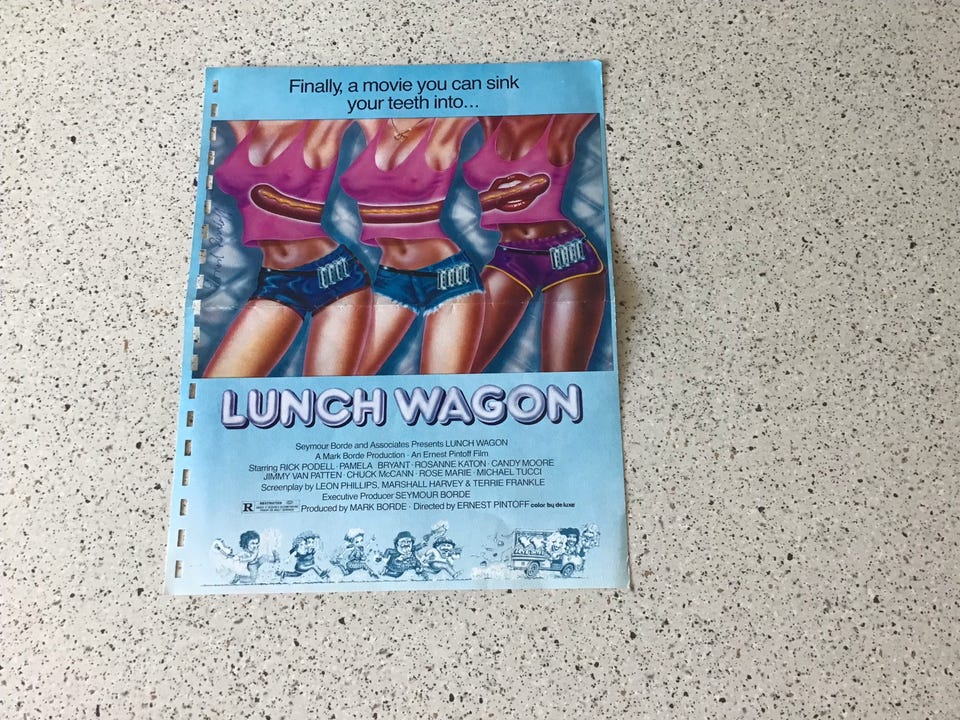 Finally, a movie you can sink
your teeth into...
LUNCH WAGON
Seymour Borde and Associates Presents LUNCH WAGON
A Mark Borde Production · An Ernest Pintoff Film
Starring RICK PODELL · PAMELA BRYANT · ROSANNE KATON · CANDY MOORE
JIMMY VAN PATTEN · CHUCK McCANN · ROSE MARIE · MICHAEL TUCCI
Screenplay by LEON PHILLIPS, MARSHALL HARVEY & TERRIE FRANKLE
Executive Producer SEYMOUR BORDE
R RESTRICTED
Produced by MARK BORDE · Directed by ERNEST PINTOFF color by de luxe